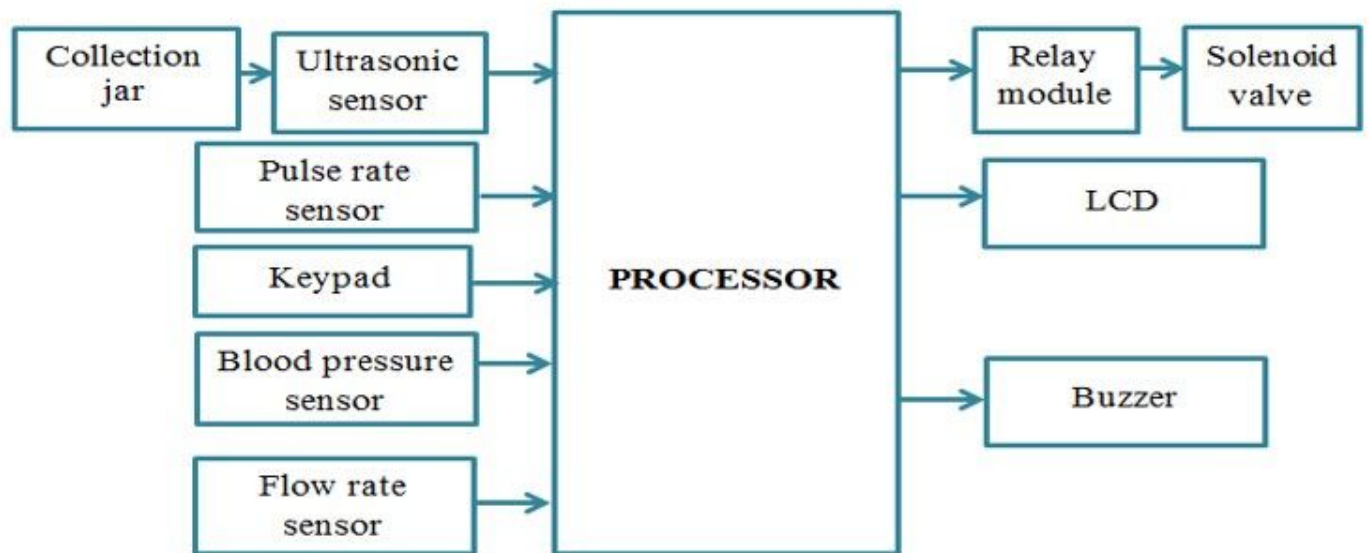 Collection
jar
Ultrasonic
sensor
Pulse rate
sensor
Keypad
Blood pressure
sensor
Flow rate
sensor
PROCESSOR
Relay
module
Solenoid
valve
LCD
Buzzer